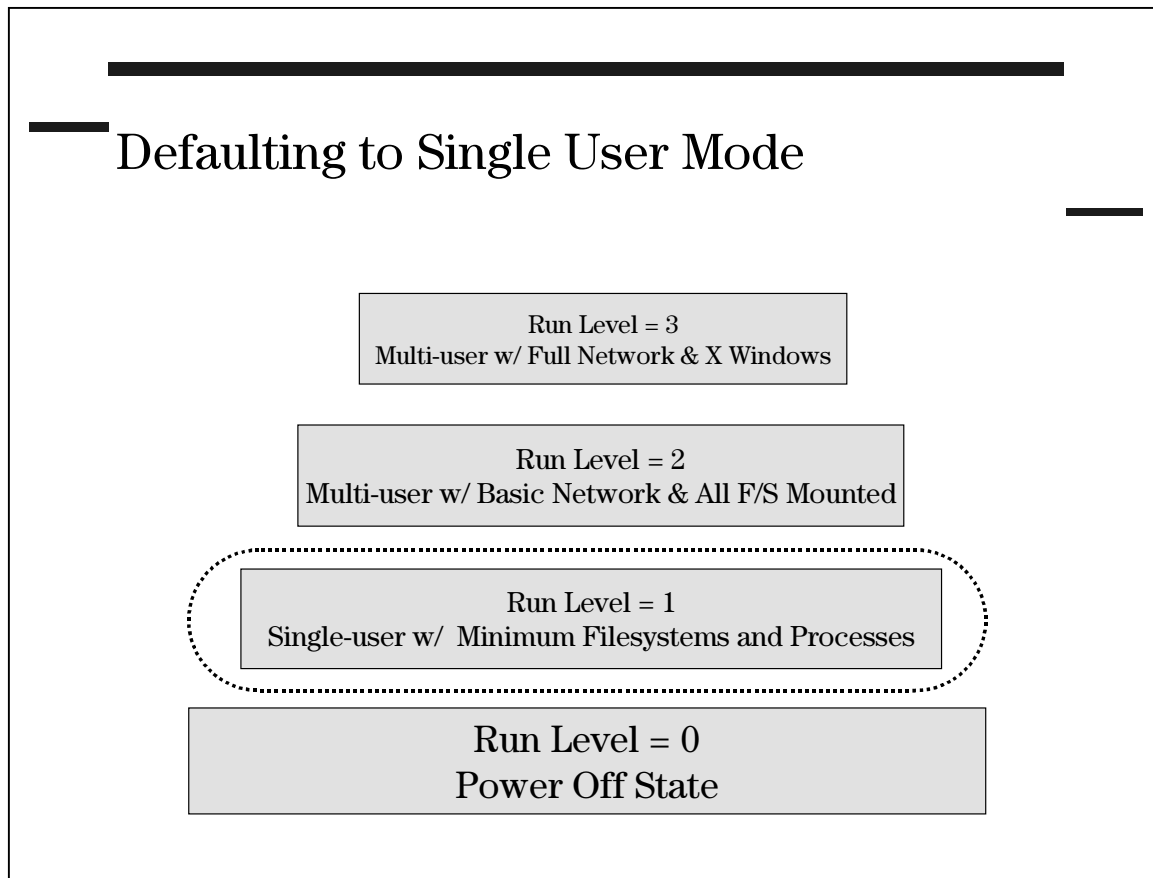 Defaulting to Single User Mode
Run Level = 3
Multi-user w/ Full Network & X Windows
Run Level = 2
Multi-user w/ Basic Network & All F/S Mounted
Run Level = 1
Single-user w/  Minimum Filesystems and Processes
Run Level = 0
Power Off State